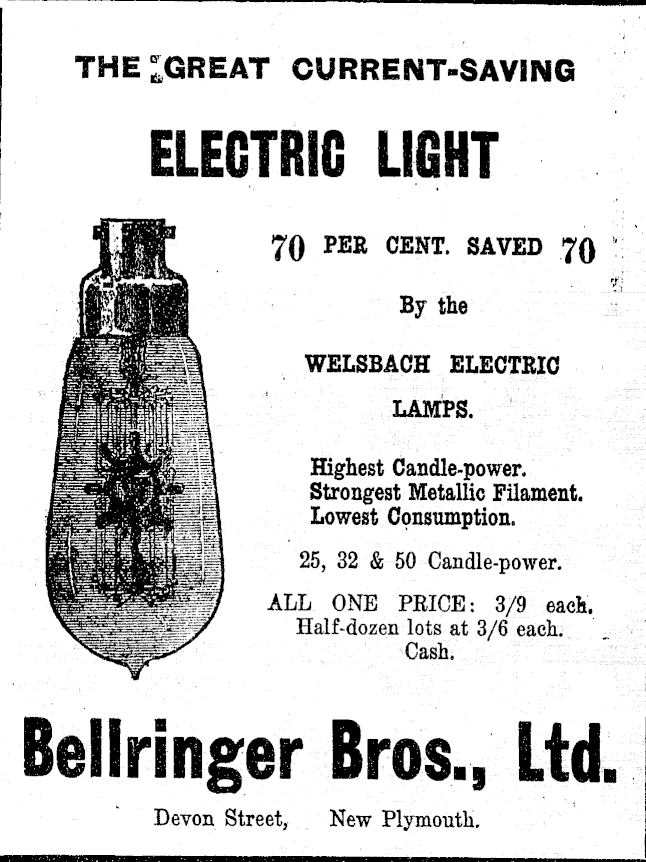 THE GREAT CURRENT-SAVING
ELECTRIC LIGHT
70 PER CENT. SAVED 70
By the
WELSBACH ELECTRIC
LAMPS.
Highest Candle-power.
Strongest Metallic Filament.
Lowest Consumption.
25, 32 & 50 Candle-power.
ALL ONE PRICE: 3/9 each.
Half-dozen lots at 3/6 each.
Cash.
Bellringer Bros., Ltd.
Devon Street, New Plymouth.